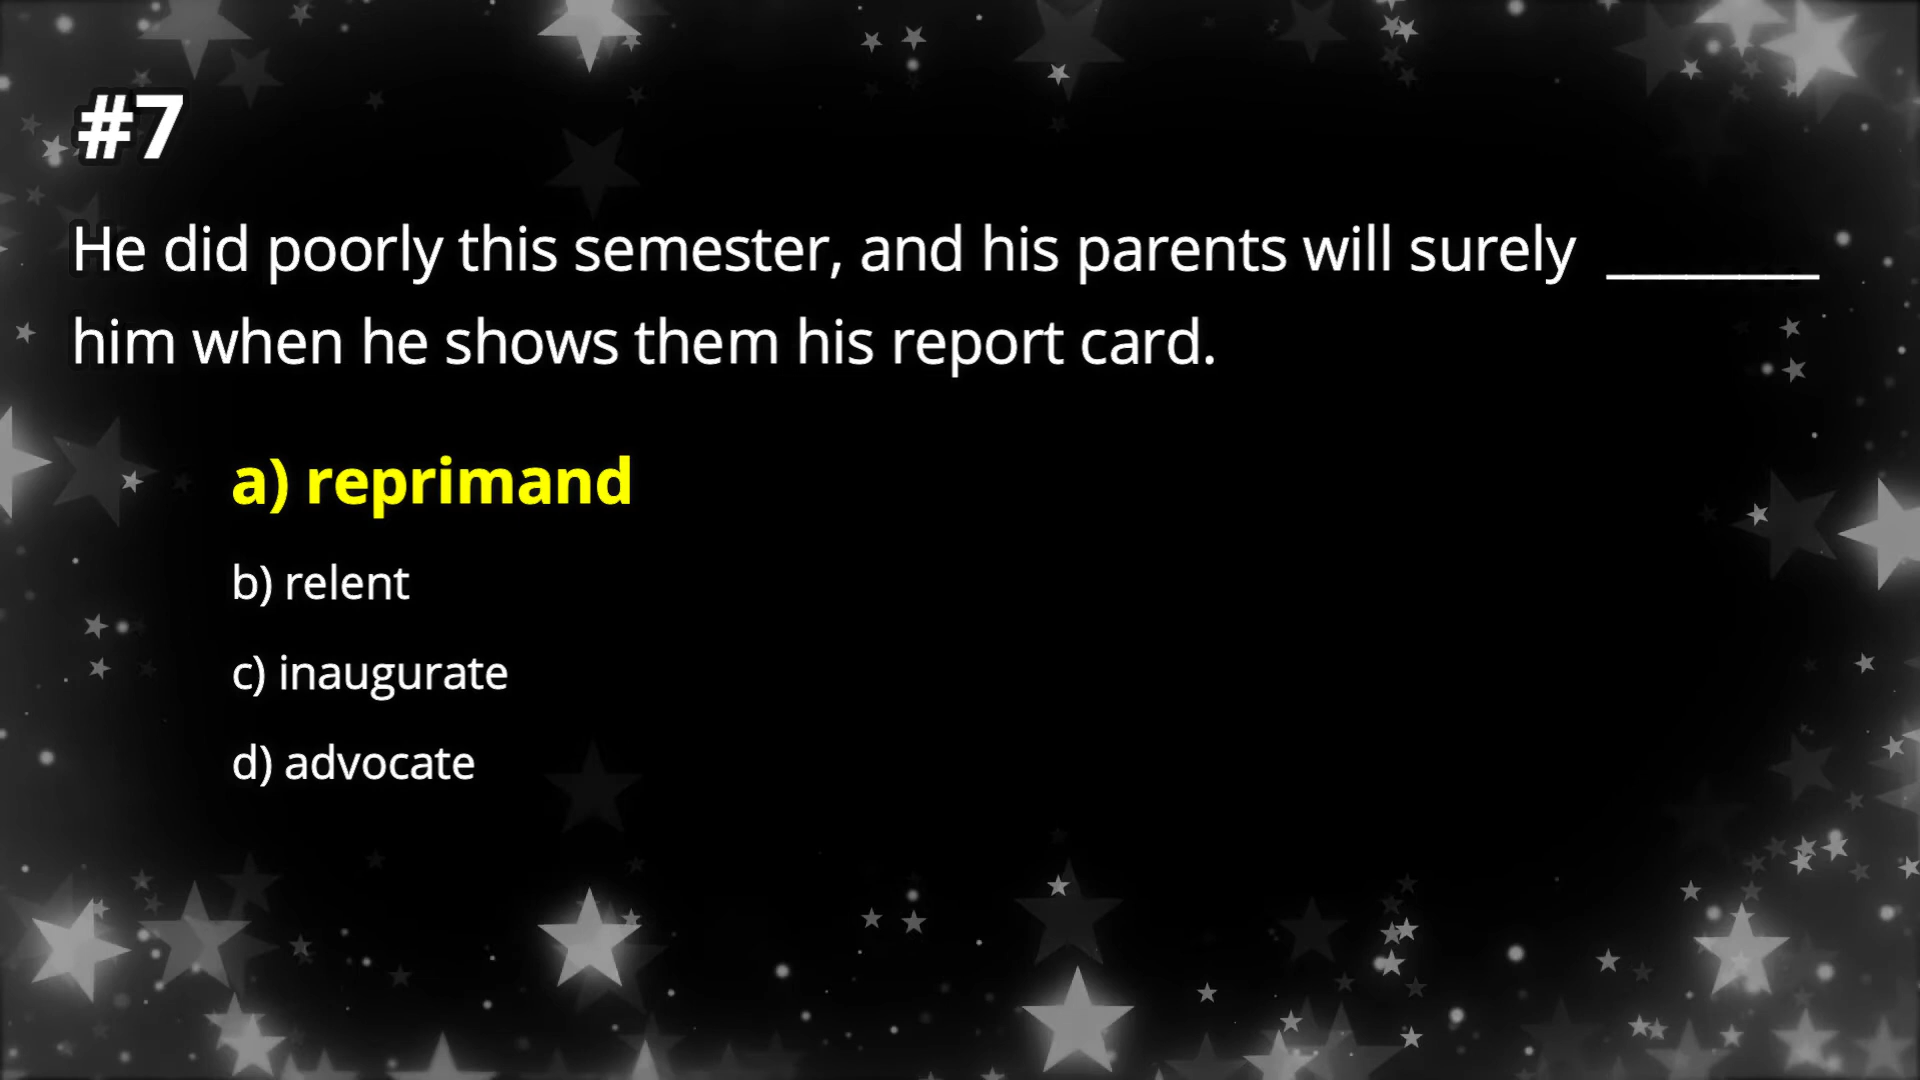 #7
He did poorly this semester, and his parents will surely ________
him when he shows them his report card.
a) reprimand
b) relent
c) inaugurate
d) advocate